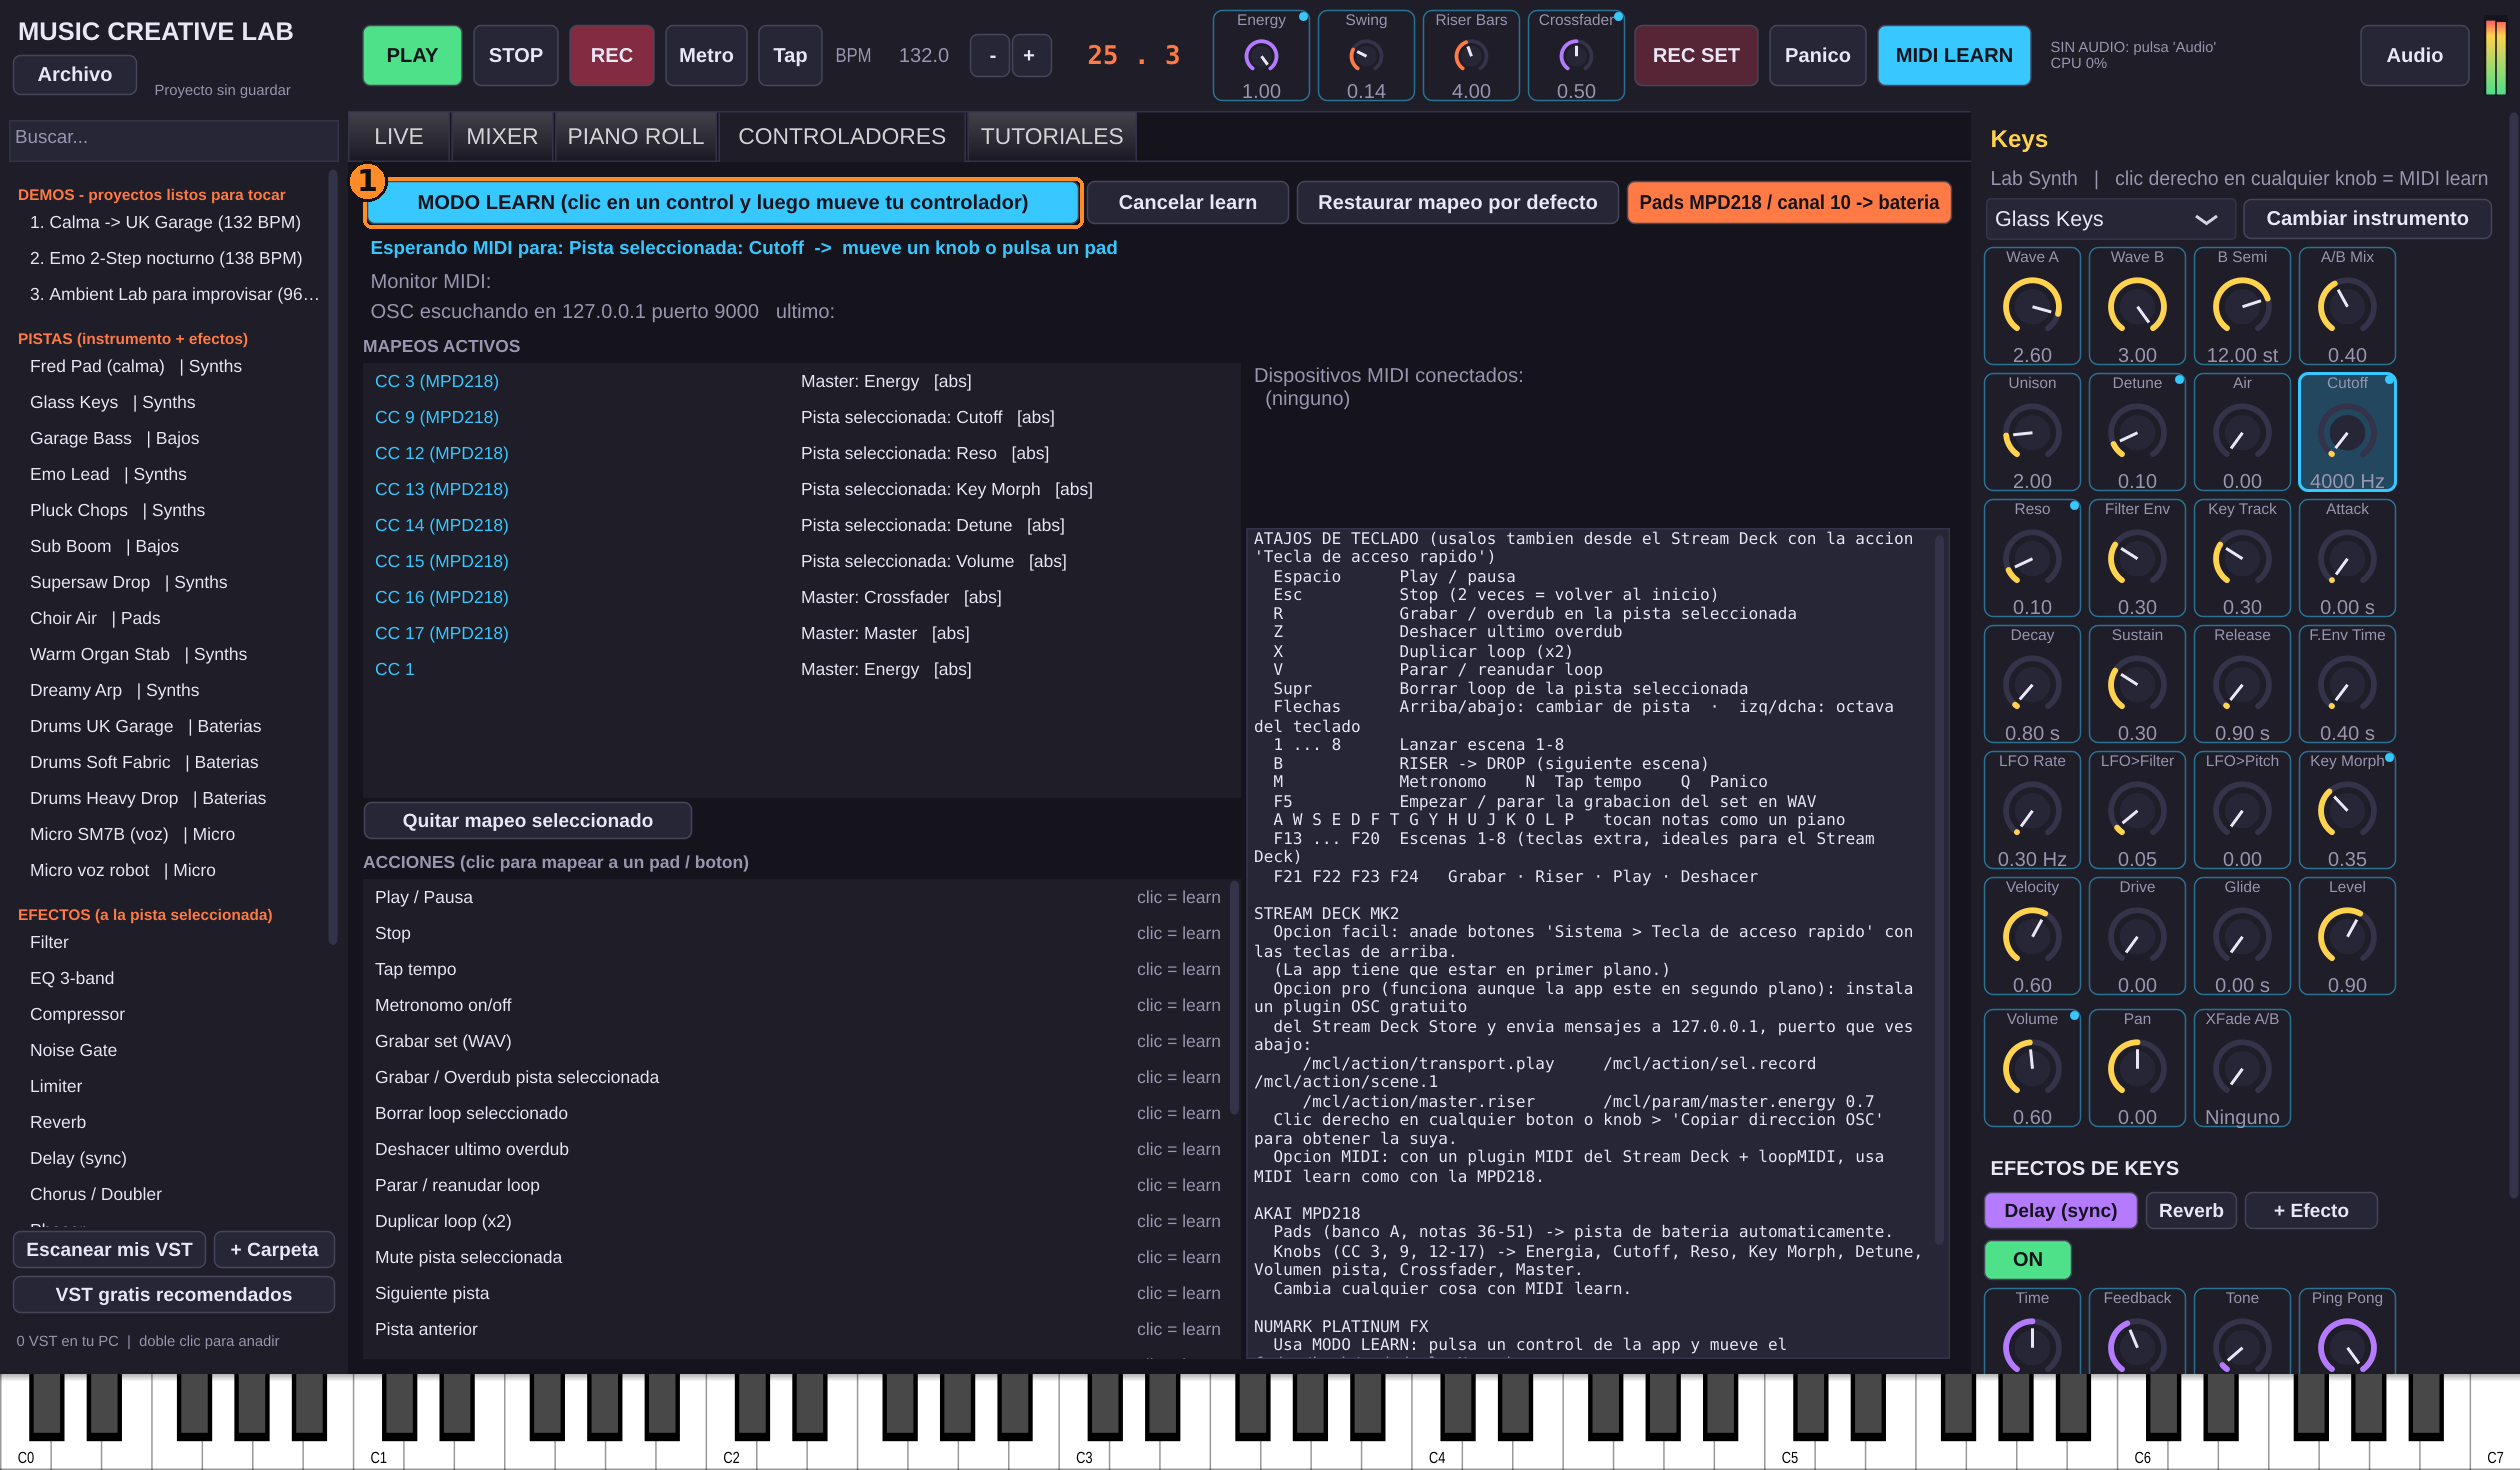 MUSIC CREATIVE LAB
Archivo
Proyecto sin guardar
PLAY
STOP
REC
Metro
Tap
BPM
132.0
-
+
25 . 3
Energy
1.00
Swing
0.14
Riser Bars
4.00
Crossfader
0.50
REC SET
Panico
MIDI LEARN
SIN AUDIO: pulsa 'Audio'
CPU 0%
Audio
Buscar...
DEMOS - proyectos listos para tocar
1. Calma -> UK Garage (132 BPM)
2. Emo 2-Step nocturno (138 BPM)
3. Ambient Lab para improvisar (96...
PISTAS (instrumento + efectos)
Fred Pad (calma) | Synths
Glass Keys | Synths
Garage Bass | Bajos
Emo Lead | Synths
Pluck Chops | Synths
Sub Boom | Bajos
Supersaw Drop | Synths
Choir Air | Pads
Warm Organ Stab | Synths
Dreamy Arp | Synths
Drums UK Garage | Baterias
Drums Soft Fabric | Baterias
Drums Heavy Drop | Baterias
Micro SM7B (voz) | Micro
Micro voz robot | Micro
EFECTOS (a la pista seleccionada)
Filter
EQ 3-band
Compressor
Noise Gate
Limiter
Reverb
Delay (sync)
Chorus / Doubler
Escanear mis VST
+ Carpeta
VST gratis recomendados
0 VST en tu PC | doble clic para anadir
LIVE
MIXER
PIANO ROLL
CONTROLADORES
TUTORIALES
1
MODO LEARN (clic en un control y luego mueve tu controlador)
Cancelar learn
Restaurar mapeo por defecto
Pads MPD218 / canal 10 -> bateria
Esperando MIDI para: Pista seleccionada: Cutoff -> mueve un knob o pulsa un pad
Monitor MIDI:
OSC escuchando en 127.0.0.1 puerto 9000 ultimo:
MAPEOS ACTIVOS
CC 3 (MPD218) Master: Energy [abs]
CC 9 (MPD218) Pista seleccionada: Cutoff [abs]
CC 12 (MPD218) Pista seleccionada: Reso [abs]
CC 13 (MPD218) Pista seleccionada: Key Morph [abs]
CC 14 (MPD218) Pista seleccionada: Detune [abs]
CC 15 (MPD218) Pista seleccionada: Volume [abs]
CC 16 (MPD218) Master: Crossfader [abs]
CC 17 (MPD218) Master: Master [abs]
CC 1 Master: Energy [abs]
Quitar mapeo seleccionado
ACCIONES (clic para mapear a un pad / boton)
Play / Pausa clic = learn
Stop clic = learn
Tap tempo clic = learn
Metronomo on/off clic = learn
Grabar set (WAV) clic = learn
Grabar / Overdub pista seleccionada clic = learn
Borrar loop seleccionado clic = learn
Deshacer ultimo overdub clic = learn
Parar / reanudar loop clic = learn
Duplicar loop (x2) clic = learn
Mute pista seleccionada clic = learn
Siguiente pista clic = learn
Pista anterior clic = learn
Dispositivos MIDI conectados:
(ninguno)
ATAJOS DE TECLADO (usalos tambien desde el Stream Deck con la accion
'Tecla de acceso rapido')
Espacio Play / pausa
Esc Stop (2 veces = volver al inicio)
R Grabar / overdub en la pista seleccionada
Z Deshacer ultimo overdub
X Duplicar loop (x2)
V Parar / reanudar loop
Supr Borrar loop de la pista seleccionada
Flechas Arriba/abajo: cambiar de pista · izq/dcha: octava
del teclado
1 ... 8 Lanzar escena 1-8
B RISER -> DROP (siguiente escena)
M Metronomo N Tap tempo Q Panico
F5 Empezar / parar la grabacion del set en WAV
A W S E D F T G Y H U J K O L P tocan notas como un piano
F13 ... F20 Escenas 1-8 (teclas extra, ideales para el Stream
Deck)
F21 F22 F23 F24 Grabar · Riser · Play · Deshacer
STREAM DECK MK2
Opcion facil: anade botones 'Sistema > Tecla de acceso rapido' con
las teclas de arriba.
(La app tiene que estar en primer plano.)
Opcion pro (funciona aunque la app este en segundo plano): instala
un plugin OSC gratuito
del Stream Deck Store y envia mensajes a 127.0.0.1, puerto que ves
abajo:
/mcl/action/transport.play /mcl/action/sel.record
/mcl/action/scene.1
/mcl/action/master.riser /mcl/param/master.energy 0.7
Clic derecho en cualquier boton o knob > 'Copiar direccion OSC'
para obtener la suya.
Opcion MIDI: con un plugin MIDI del Stream Deck + loopMIDI, usa
MIDI learn como con la MPD218.
AKAI MPD218
Pads (banco A, notas 36-51) -> pista de bateria automaticamente.
Knobs (CC 3, 9, 12-17) -> Energia, Cutoff, Reso, Key Morph, Detune,
Volumen pista, Crossfader, Master.
Cambia cualquier cosa con MIDI learn.
NUMARK PLATINUM FX
Usa MODO LEARN: pulsa un control de la app y mueve el
Keys
Lab Synth | clic derecho en cualquier knob = MIDI learn
Glass Keys
Cambiar instrumento
Wave A Wave B B Semi A/B Mix
2.60 3.00 12.00 st 0.40
Unison Detune Air Cutoff
2.00 0.10 0.00 4000 Hz
Reso Filter Env Key Track Attack
0.10 0.30 0.30 0.00 s
Decay Sustain Release F.Env Time
0.80 s 0.30 0.90 s 0.40 s
LFO Rate LFO>Filter LFO>Pitch Key Morph
0.30 Hz 0.05 0.00 0.35
Velocity Drive Glide Level
0.60 0.00 0.00 s 0.90
Volume Pan XFade A/B
0.60 0.00 Ninguno
EFECTOS DE KEYS
Delay (sync)
Reverb
+ Efecto
ON
Time Feedback Tone Ping Pong
C0 C1 C2 C3 C4 C5 C6 C7